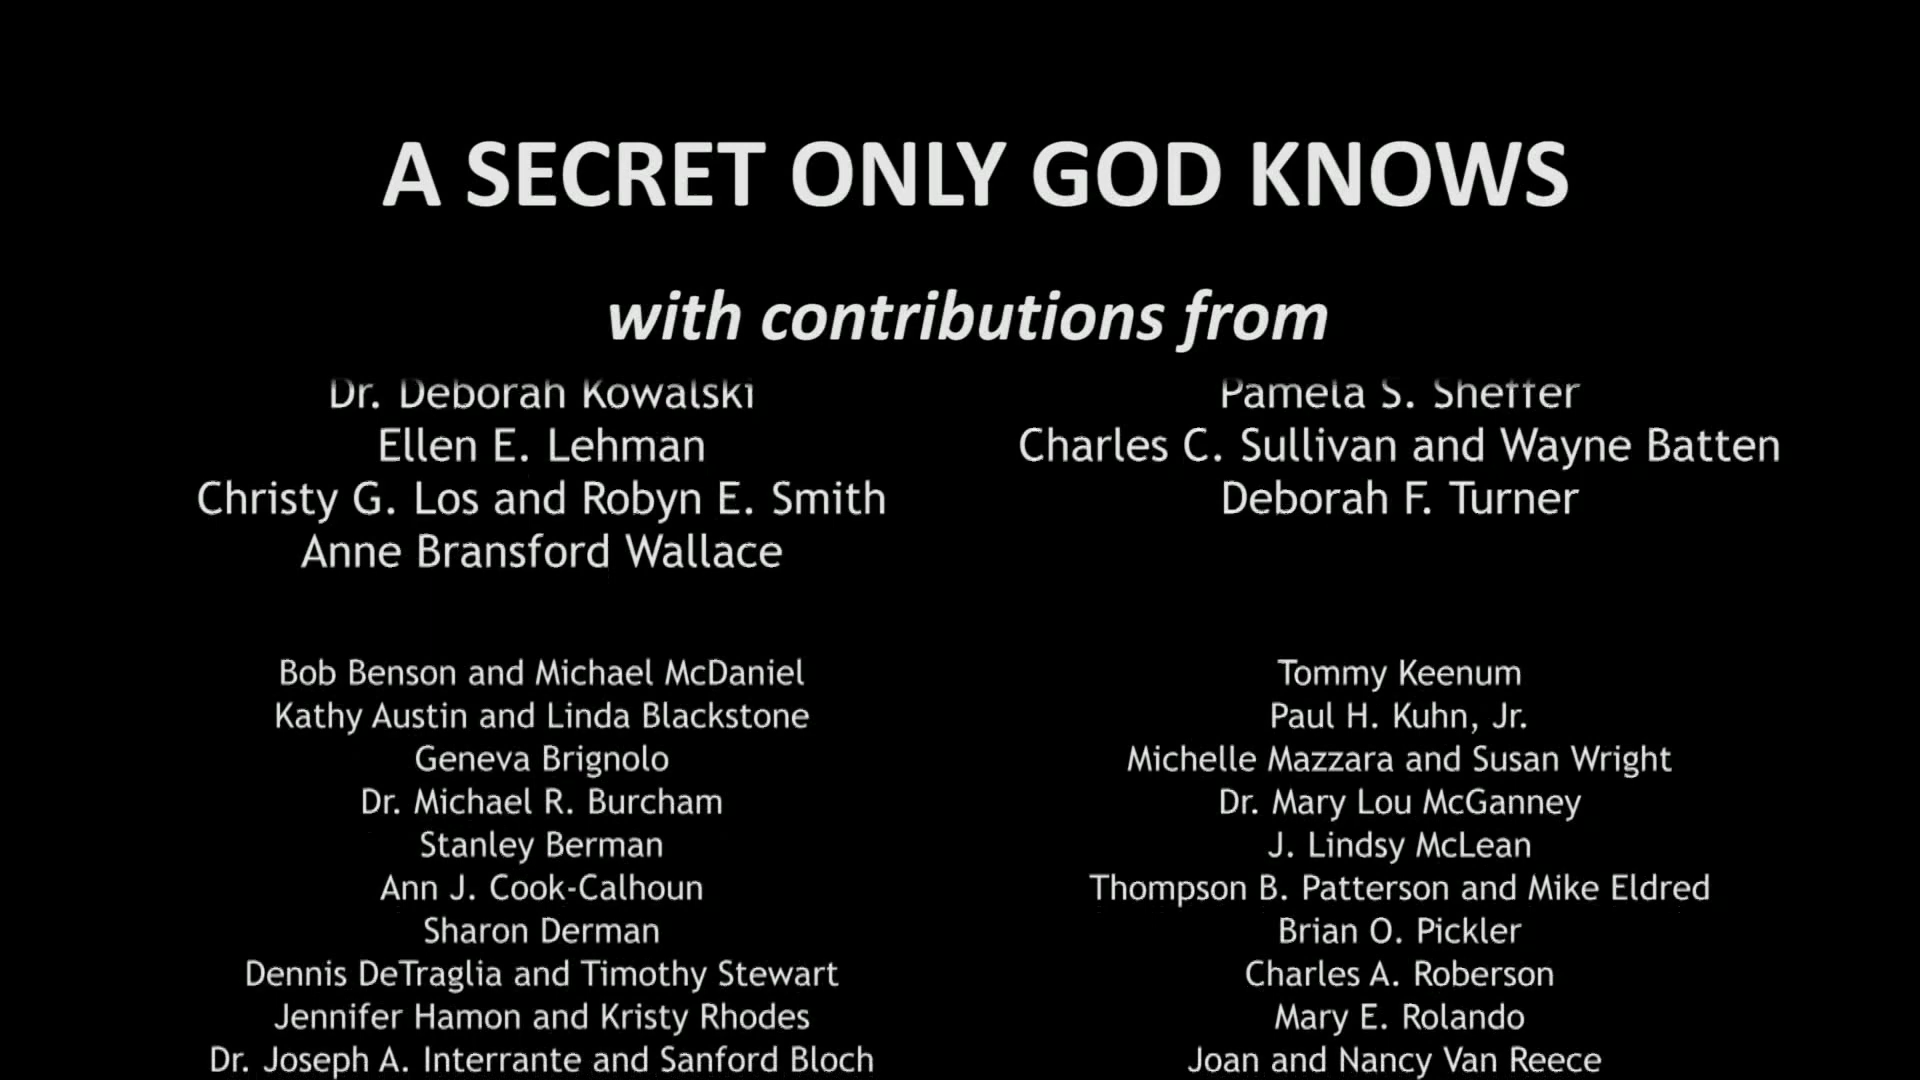 A SECRET ONLY GOD KNOWS
with contributions from
Dr. Deborah Kowalski
Ellen E. Lehman
Christy G. Los and Robyn E. Smith
Anne Bransford Wallace
Pamela S. Sheffer
Charles C. Sullivan and Wayne Batten
Deborah F. Turner
Bob Benson and Michael McDaniel
Kathy Austin and Linda Blackstone
Geneva Brignolo
Dr. Michael R. Burcham
Stanley Berman
Ann J. Cook-Calhoun
Sharon Derman
Dennis DeTraglia and Timothy Stewart
Jennifer Hamon and Kristy Rhodes
Dr. Joseph A. Interrante and Sanford Bloch
Tommy Keenum
Paul H. Kuhn, Jr.
Michelle Mazzara and Susan Wright
Dr. Mary Lou McGanney
J. Lindsy McLean
Thompson B. Patterson and Mike Eldred
Brian O. Pickler
Charles A. Roberson
Mary E. Rolando
Joan and Nancy Van Reece